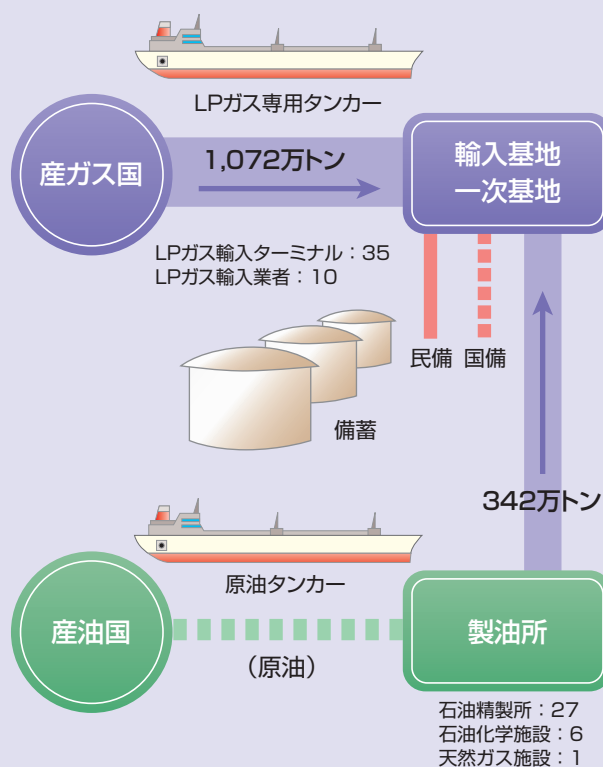 LPガス専用タンカー
産ガス国
1,072万トン
輸入基地
一次基地
LPガス輸入ターミナル：35
LPガス輸入業者：10
民備
国備
備蓄
342万トン
原油タンカー
産油国
（原油）
製油所
石油精製所：27
石油化学施設：6
天然ガス施設：1